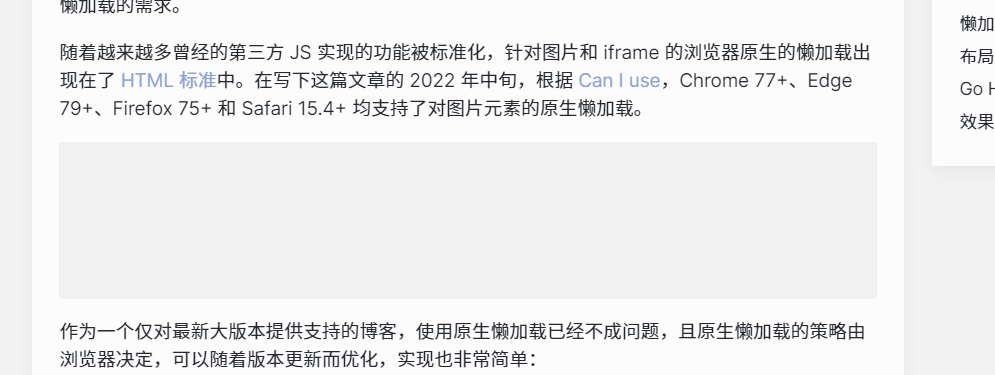 懒加载的需求。
随着越来越多曾经的第三方 JS 实现的功能被标准化，针对图片和 iframe 的浏览器原生的懒加载出
现在了 HTML 标准中。在写下这篇文章的 2022 年中旬，根据 Can I use，Chrome 77+、Edge
79+、Firefox 75+ 和 Safari 15.4+ 均支持了对图片元素的原生懒加载。
作为一个仅对最新大版本提供支持的博客，使用原生懒加载已经不成问题，且原生懒加载的策略由
浏览器决定，可以随着版本更新而优化，实现也非常简单：
懒加
布局
Go H
效果